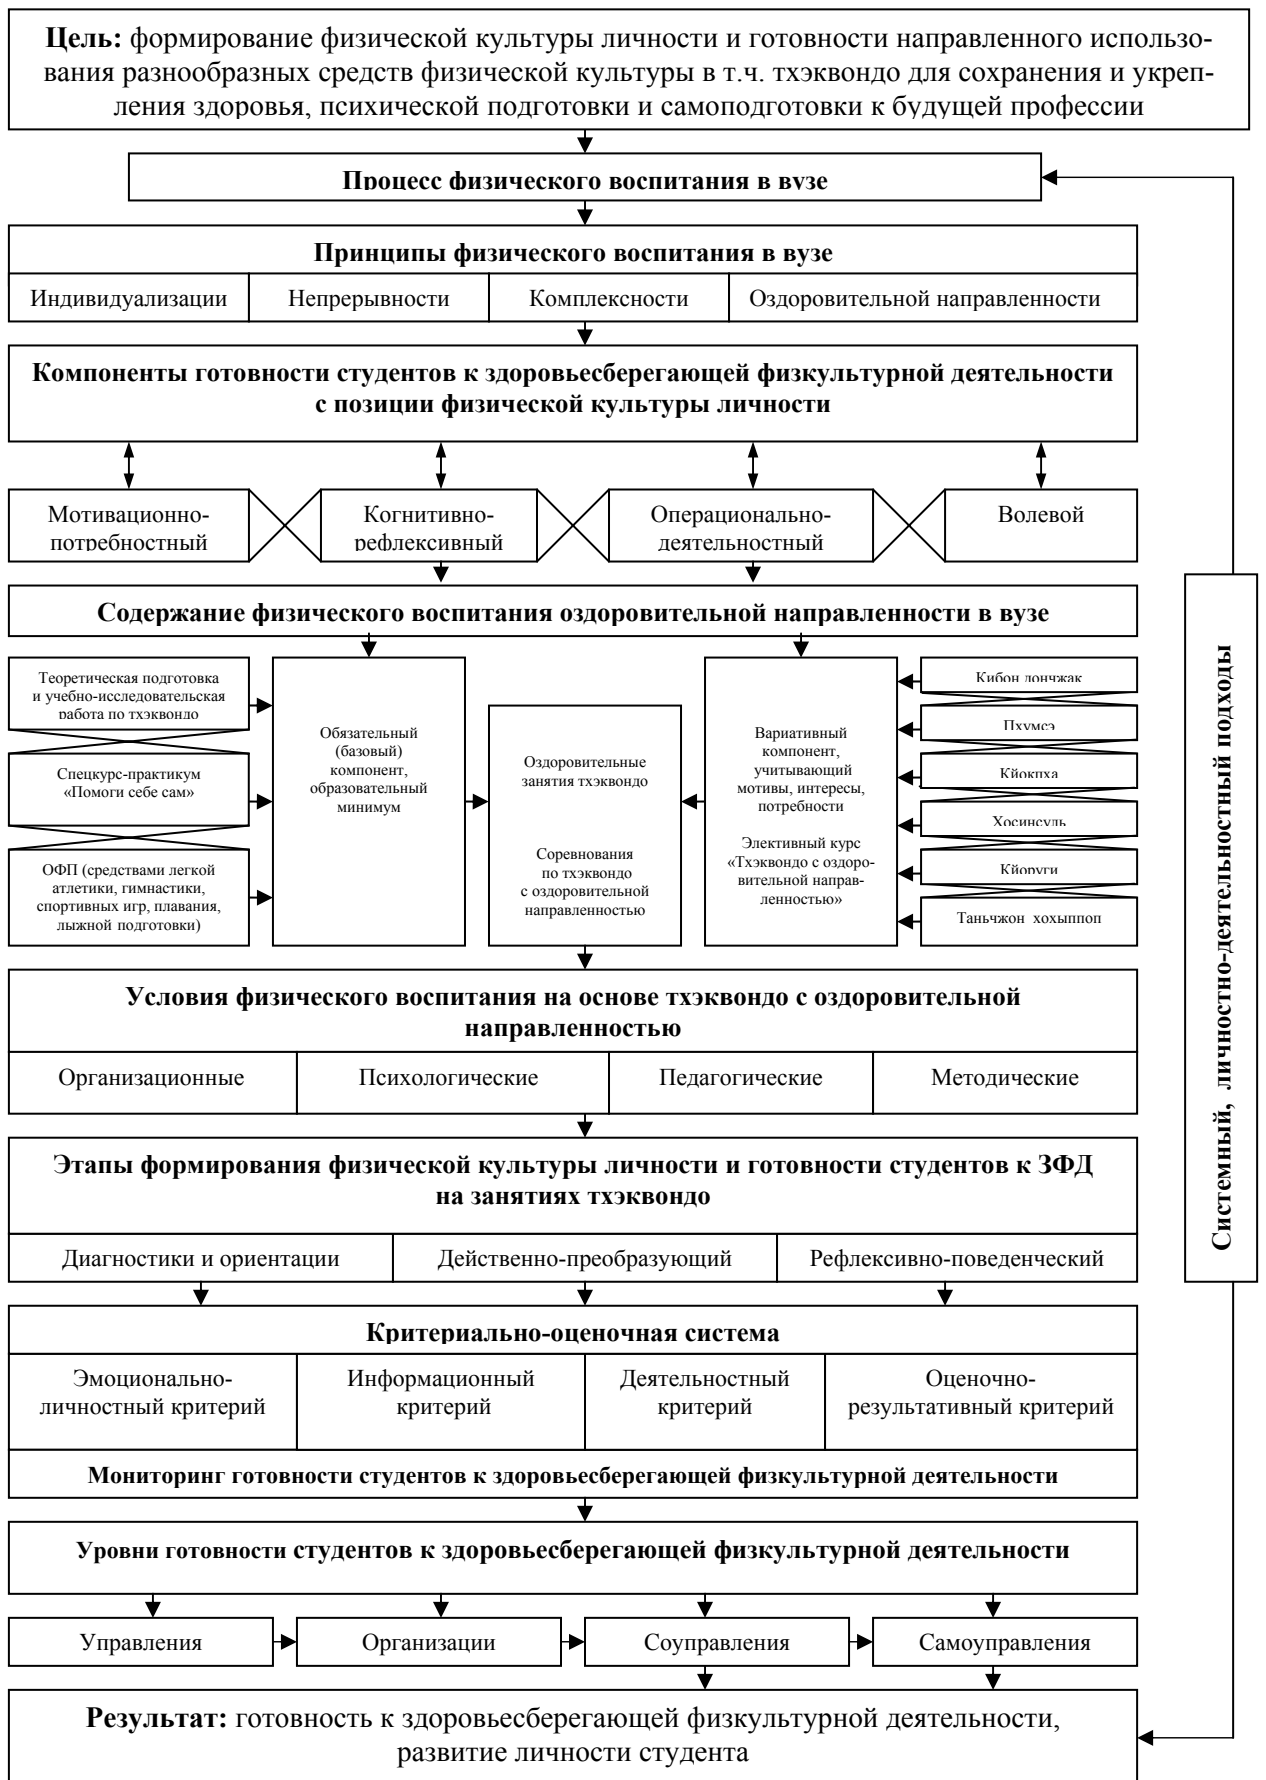 Цель: формирование физической культуры личности и готовности направленного использо-
вания разнообразных средств физической культуры в т.ч. тхэквондо для сохранения и укреп-
ления здоровья, психической подготовки и самоподготовки к будущей профессии
Процесс физического воспитания в вузе
Принципы физического воспитания в вузе
Индивидуализации
Непрерывности
Комплексности
Оздоровительной направленности
Компоненты готовности студентов к здоровьесберегающей физкультурной деятельности
с позиции физической культуры личности
Мотивационно-
потребностный
Когнитивно-
рефлексивный
Операционально-
деятельностный
Волевой
Содержание физического воспитания оздоровительной направленности в вузе
Теоретическая подготовка
и учебно-исследовательская
работа по тхэквондо
Спецкурс-практикум
«Помоги себе сам»
ОФП (средствами легкой
атлетики, гимнастики,
спортивных игр, плавания,
лыжной подготовки)
Обязательный
(базовый)
компонент,
образовательный
минимум
Оздоровительные
занятия тхэквондо
Соревнования
по тхэквондо
с оздоровительной
направленностью
Вариативный
компонент,
учитывающий
мотивы, интересы,
потребности
Элективный курс
«Тхэквондо с оздоро-
вительной направ-
ленностью»
Кибон дончжак
Пхумсэ
Кйокпха
Хосинсуль
Кйоруги
Таньчжон хохыппоп
Системный, личностно-деятельностный подходы
Условия физического воспитания на основе тхэквондо с оздоровительной
направленностью
Организационные
Психологические
Педагогические
Методические
Этапы формирования физической культуры личности и готовности студентов к ЗФД
на занятиях тхэквондо
Диагностики и ориентации
Действенно-преобразующий
Рефлексивно-поведенческий
Критериально-оценочная система
Эмоционально-
личностный критерий
Информационный
критерий
Деятельностный
критерий
Оценочно-
результативный критерий
Мониторинг готовности студентов к здоровьесберегающей физкультурной деятельности
Уровни готовности студентов к здоровьесберегающей физкультурной деятельности
Управления
Организации
Соуправления
Самоуправления
Результат: готовность к здоровьесберегающей физкультурной деятельности,
развитие личности студента